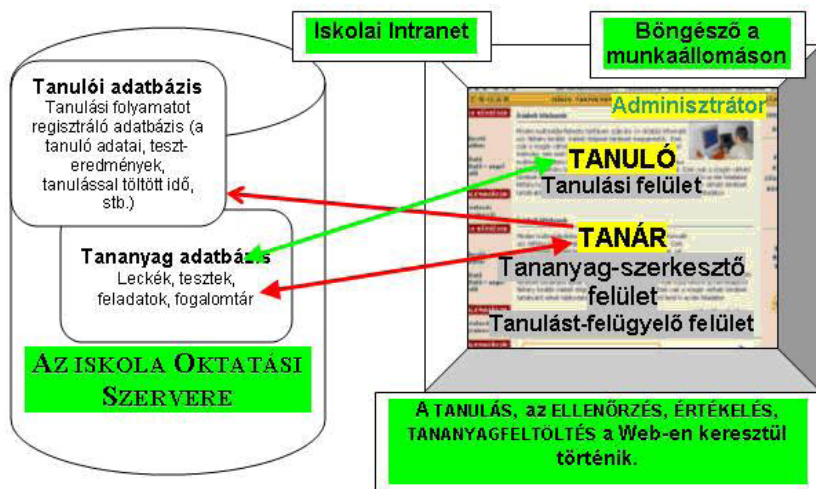 Iskolai Intranet
Böngésző a
munkaállomáson
Tanulói adatbázis
Tanulási folyamatot
regisztráló adatbázis (a
tanuló adatai, teszt-
eredmények,
tanulással töltött idő,
stb.)
Tananyag adatbázis
Leckék, tesztek,
feladatok, fogalomtár
AZ ISKOLA OKTATÁSI
SZERVERE
Adminisztrátor
TANULÓ
Tanulási felület
TANÁR
Tananyag-szerkesztő
felület
Tanulást-felügyelő felület
A TANULÁS, az ELLENŐRZÉS, ÉRTÉKELÉS,
TANANYAGFELTÖLTÉS a Web-en keresztül
történik.